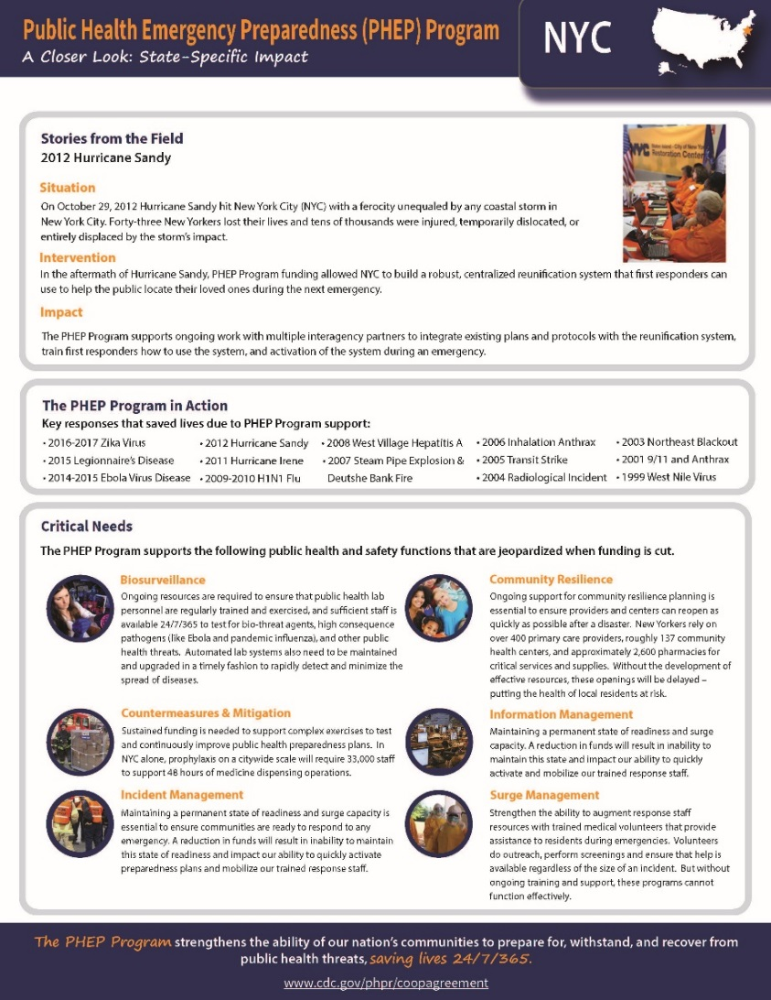 Public Health Emergency Preparedness (PHEP) Program
A Closer Look: State-Specific Impact
NYC
Stories from the Field
2012 Hurricane Sandy
Situation
On October 29, 2012 Hurricane Sandy hit New York City (NYC) with a ferocity unequaled by any coastal storm in
New York City. Forty-three New Yorkers lost their lives and tens of thousands were injured, temporarily dislocated, or
entirely displaced by the storm's impact.
NYC
Restoration Center
Intervention
In the aftermath of Hurricane Sandy, PHEP Program funding allowed NYC to build a robust, centralized reunification system that first responders can
use to help the public locate their loved ones during the next emergency.
Impact
The PHEP Program supports ongoing work with multiple interagency partners to integrate existing plans and protocols with the reunification system,
train first responders how to use the system, and activation of the system during an emergency.
The PHEP Program in Action
Key responses that saved lives due to PHEP Program support:
• 2016-2017 Zika Virus
• 2015 Legionnaire's Disease
• 2014-2015 Ebola Virus Disease
• 2012 Hurricane Sandy
• 2011 Hurricane Irene
• 2009-2010 H1N1 Flu
• 2008 West Village Hepatitis A
• 2007 Steam Pipe Explosion &
Deutshe Bank Fire
• 2006 Inhalation Anthrax
• 2005 Transit Strike
• 2004 Radiological Incident
• 2003 Northeast Blackout
• 2001 9/11 and Anthrax
• 1999 West Nile Virus
Critical Needs
The PHEP Program supports the following public health and safety functions that are jeopardized when funding is cut.
Biosurveillance
Ongoing resources are required to ensure that public health lab
personnel are regularly trained and exercised, and sufficient staff is
available 24/7/365 to test for bio-threat agents, high consequence
pathogens (like Ebola and pandemic influenza), and other public
health threats. Automated lab systems also need to be maintained
and upgraded in a timely fashion to rapidly detect and minimize the
spread of diseases.
Community Resilience
Ongoing support for community resilience planning is
essential to ensure providers and centers can reopen as
quickly as possible after a disaster. New Yorkers rely on
over 400 primary care providers, roughly 137 community
health centers, and approximately 2,600 pharmacies for
critical services and supplies. Without the development of
effective resources, these openings will be delayed –
putting the health of local residents at risk.
Countermeasures & Mitigation
Sustained funding is needed to support complex exercises to test
and continuously improve public health preparedness plans. In
NYC alone, prophylaxis on a citywide scale will require 33,000 staff
to support 48 hours of medicine dispensing operations.
Information Management
Maintaining a permanent state of readiness and surge
capacity. A reduction in funds will result in inability to
maintain this state and impact our ability to quickly
activate and mobilize our trained response staff.
Incident Management
Maintaining a permanent state of readiness and surge capacity is
essential to ensure communities are ready to respond to any
emergency. A reduction in funds will result in inability to maintain
this state of readiness and impact our ability to quickly activate
preparedness plans and mobilize our trained response staff.
Surge Management
Strengthen the ability to augment response staff
resources with trained medical volunteers that provide
assistance to residents during emergencies. Volunteers
do outreach, perform screenings and ensure that help is
available regardless of the size of an incident. But without
ongoing training and support, these programs cannot
function effectively.
The PHEP Program strengthens the ability of our nation's communities to prepare for, withstand, and recover from
public health threats, saving lives 24/7/365.
www.cdc.gov/phpr/coopagreement